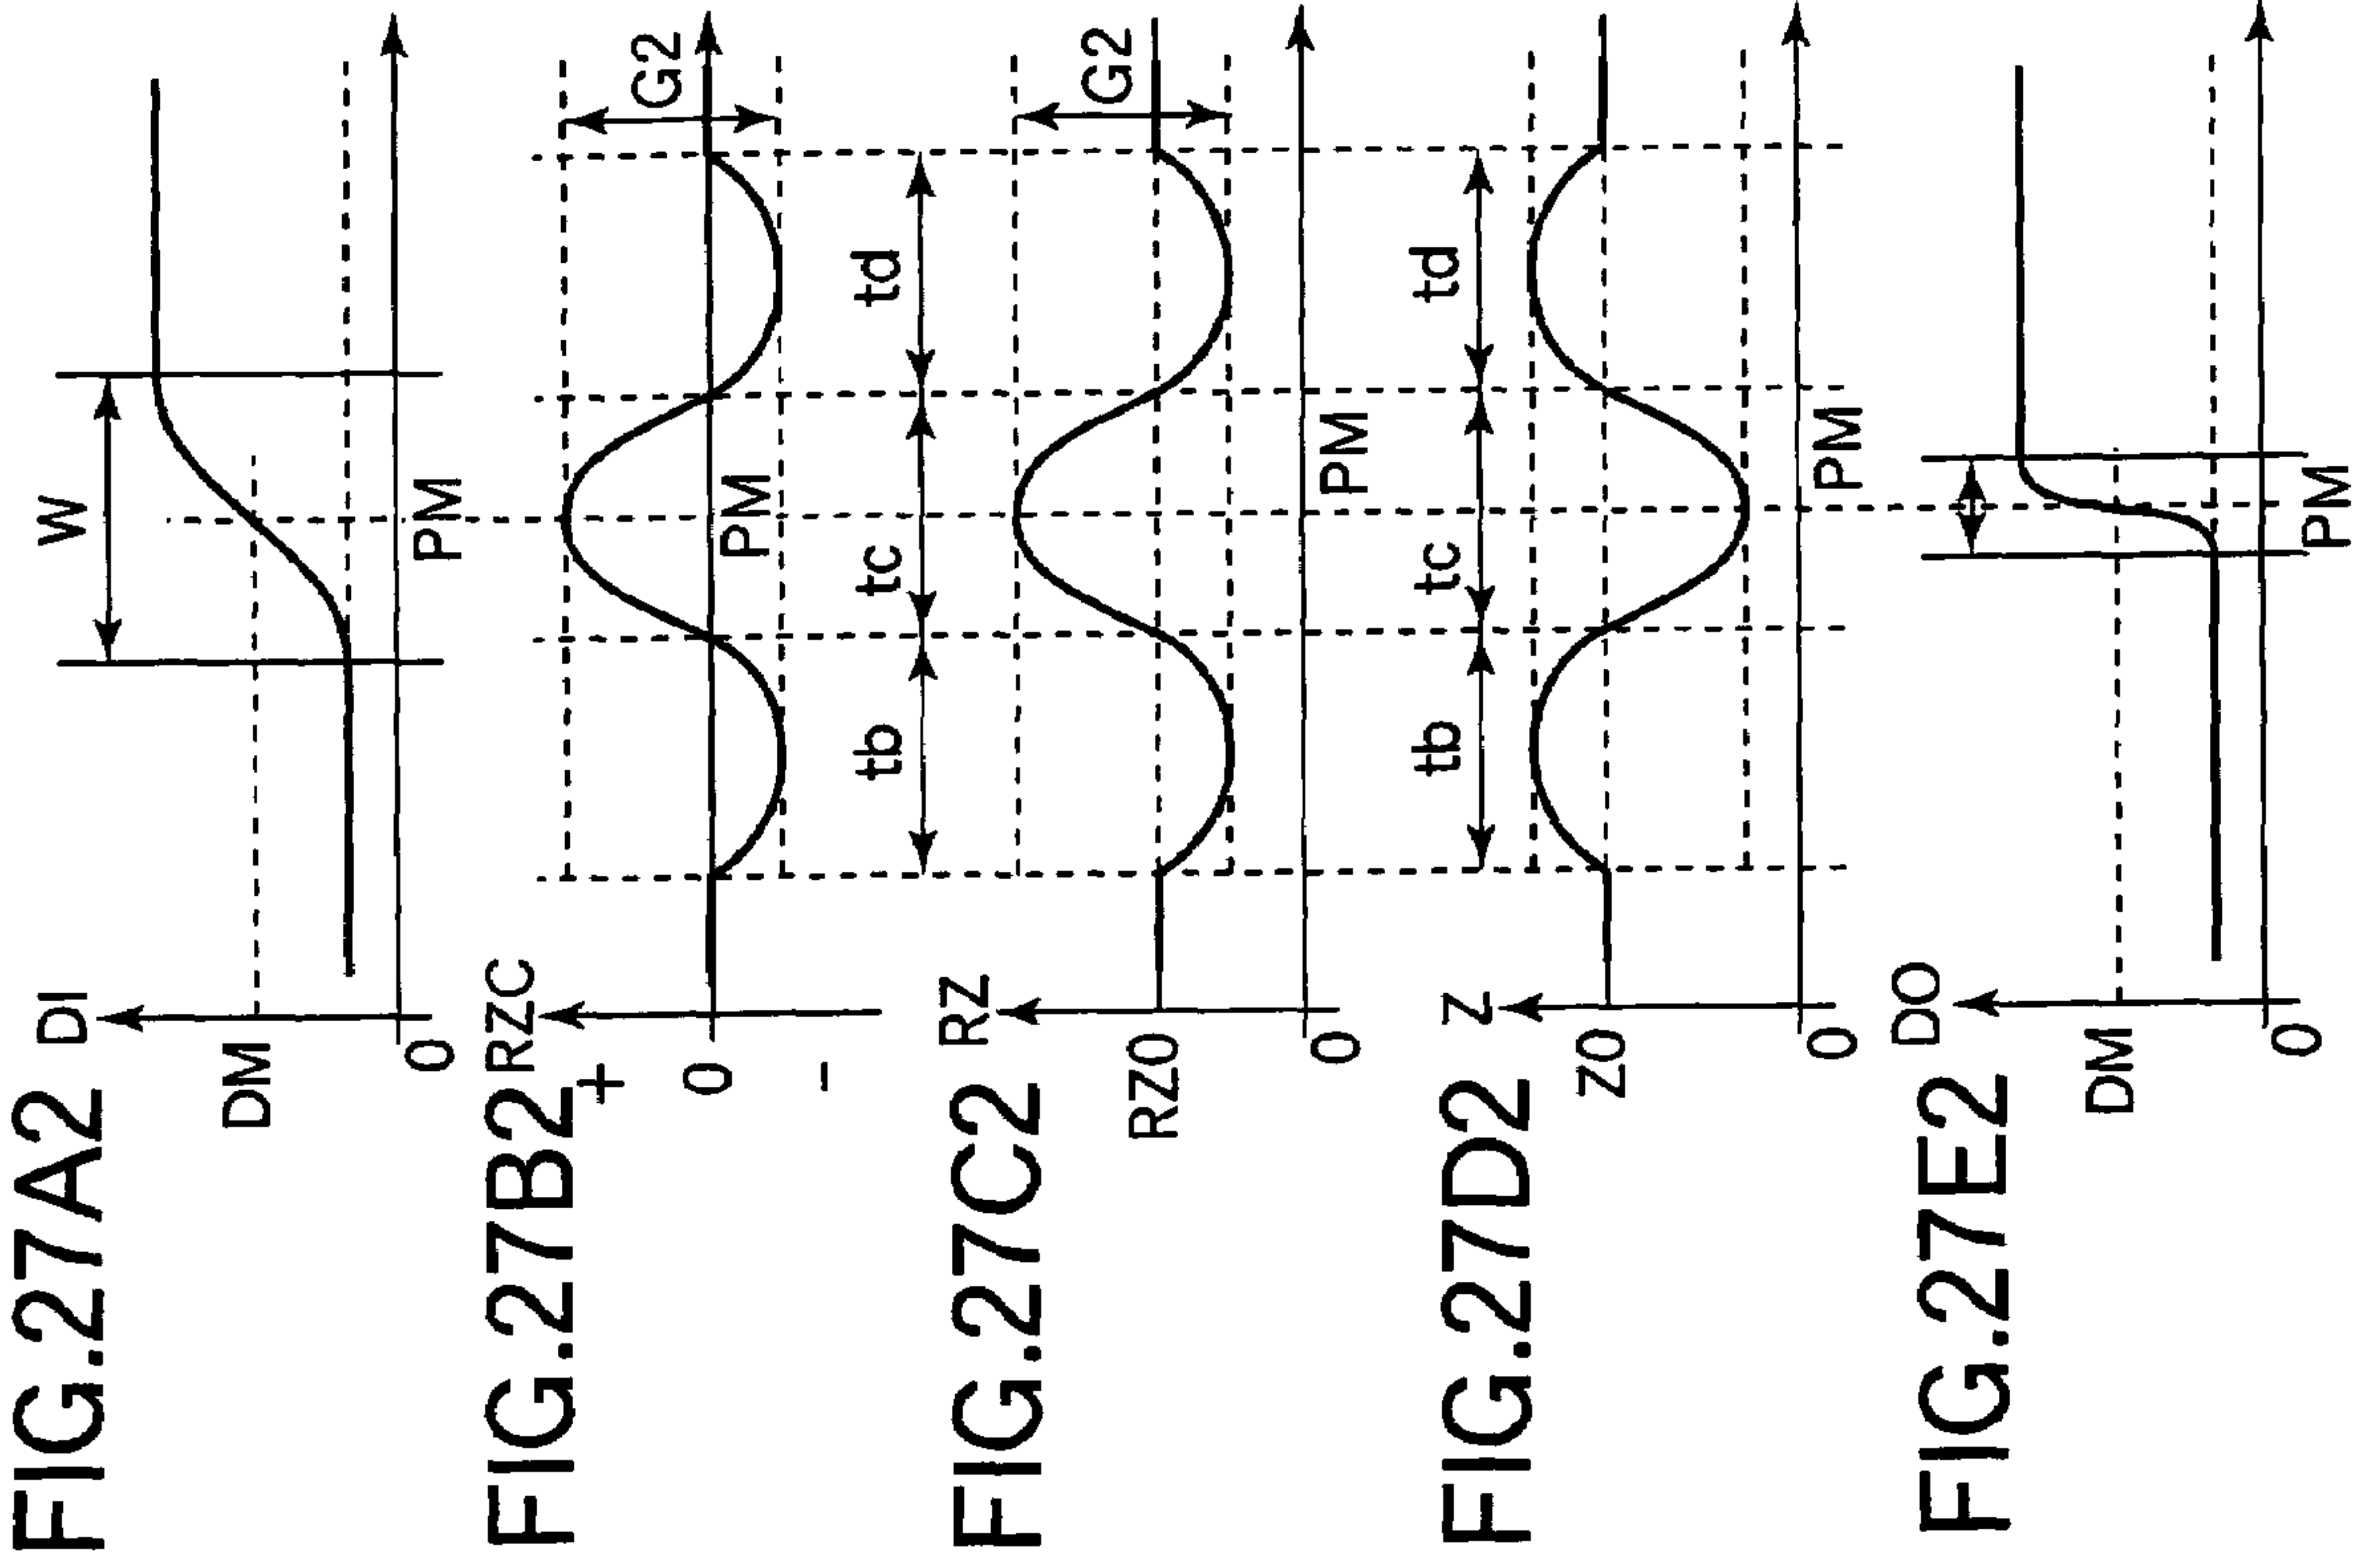 FIG.27A2
DI
W
DM
0
PM
FIG.27B2
RZC
+
0
-
G2
PM
tb
tc
td
FIG.27C2
RZ
RZ0
0
G2
PM
tb
tc
td
FIG.27D2
Z
Z0
0
PM
FIG.27E2
DO
DM
0
PM